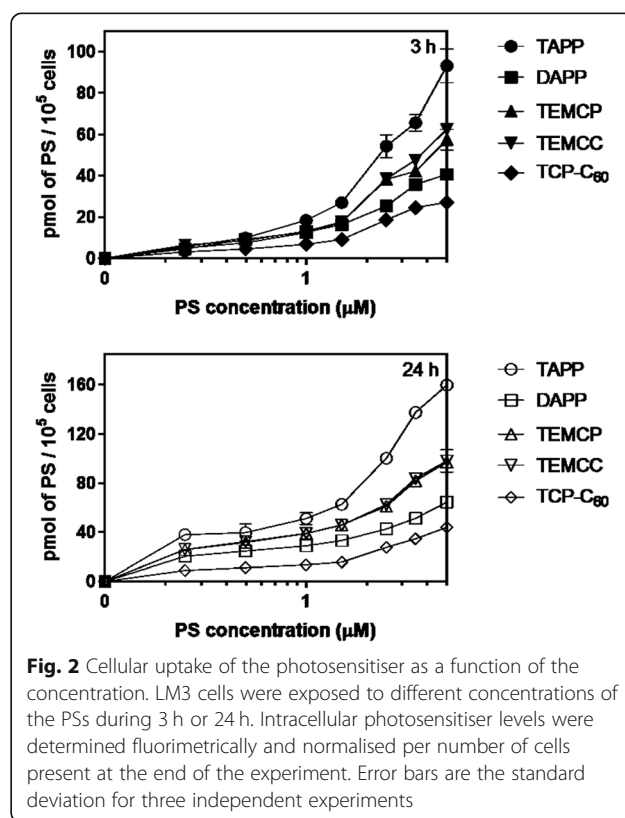 3 h
100
80
60
40
20
0
pmol of PS / 10⁵ cells
0
1
PS concentration (μM)
TAPP
DAPP
TEMCP
TEMCC
TCP-C₆₀
24 h
160
120
80
40
0
pmol of PS / 10⁵ cells
0
1
PS concentration (μM)
TAPP
DAPP
TEMCP
TEMCC
TCP-C₆₀
Fig. 2 Cellular uptake of the photosensitiser as a function of the
concentration. LM3 cells were exposed to different concentrations of
the PSs during 3 h or 24 h. Intracellular photosensitiser levels were
determined fluorimetrically and normalised per number of cells
present at the end of the experiment. Error bars are the standard
deviation for three independent experiments